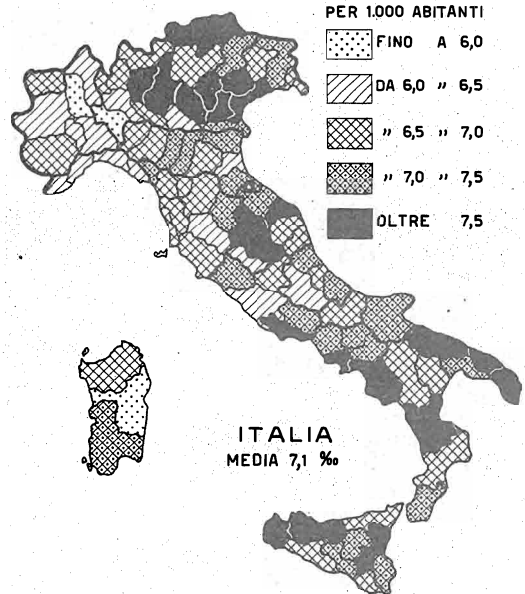 PER 1.000 ABITANTI
FINO A 6,0
DA 6,0 " 6,5
" 6,5 " 7,0
" 7,0 " 7,5
OLTRE 7,5
ITALIA
MEDIA 7,1 ‰